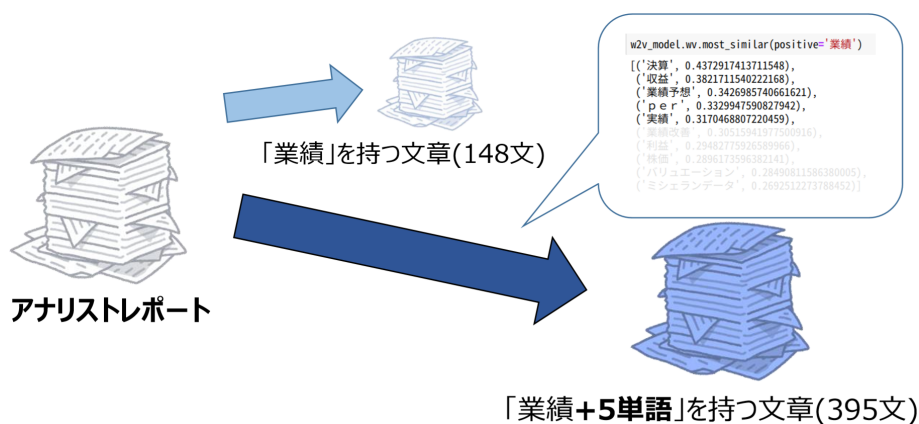 w2v_model.wv.most_similar(positive='業績')
[('決算', 0.4372917413711548),
('収益', 0.3821711540222168),
('業績予想', 0.3426985740661621),
('ｐｅｒ', 0.3329947590827942),
('実績', 0.3170468807220459),
('業績改善', 0.30515941977500916),
('利益', 0.29482775926589966),
('株価', 0.2896173596382141),
('バリュエーション', 0.28490811586380005),
('ミシェランデータ', 0.2692512273788452)]
「業績」を持つ文章(148文)
アナリストレポート
「業績+5単語」を持つ文章(395文)